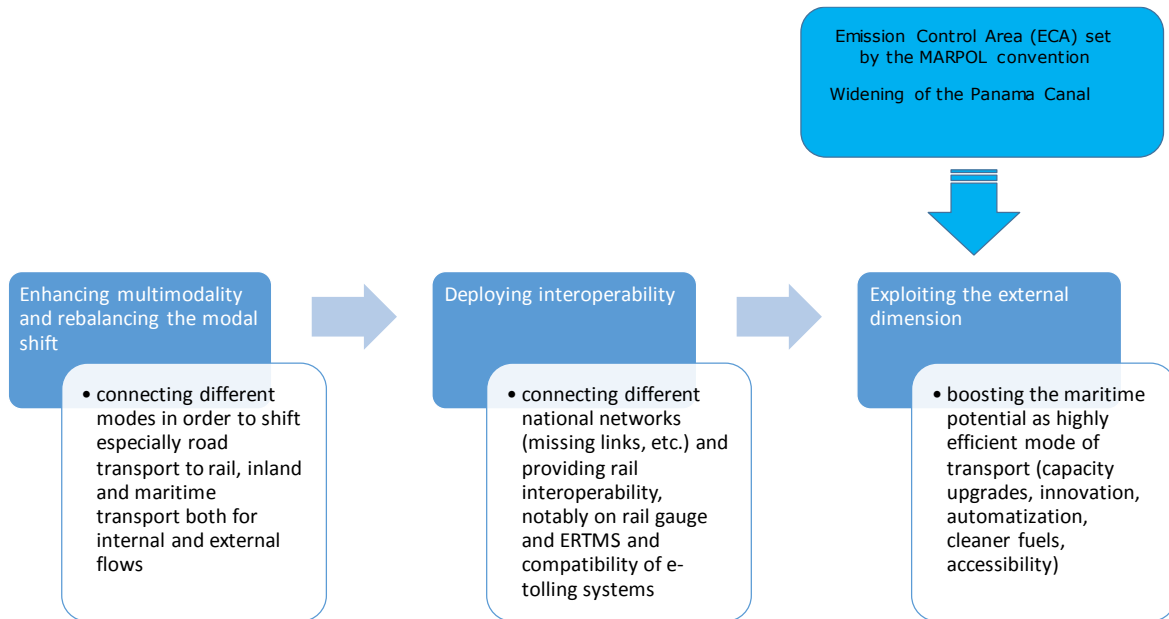 Emission Control Area (ECA) set
by the MARPOL convention
Widening of the Panama Canal
Enhancing multimodality
and rebalancing the modal
shift
• connecting different
modes in order to shift
especially road
transport to rail, inland
and maritime
transport both for
internal and external
flows
Deploying interoperability
• connecting different
national networks
(missing links, etc.) and
providing rail
interoperability,
notably on rail gauge
and ERTMS and
compatibility of e-
tolling systems
Exploiting the external
dimension
• boosting the maritime
potential as highly
efficient mode of
transport (capacity
upgrades, innovation,
automatization,
cleaner fuels,
accessibility)